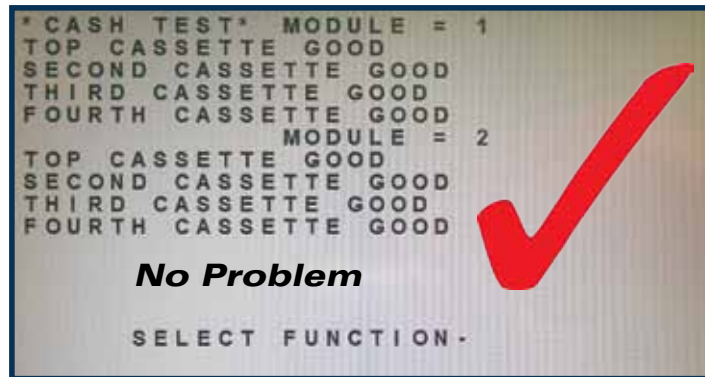 *CASH TEST* MODULE = 1
TOP CASSETTE GOOD
SECOND CASSETTE GOOD
THIRD CASSETTE GOOD
FOURTH CASSETTE GOOD
MODULE = 2
TOP CASSETTE GOOD
SECOND CASSETTE GOOD
THIRD CASSETTE GOOD
FOURTH CASSETTE GOOD
No Problem
SELECT FUNCTION-